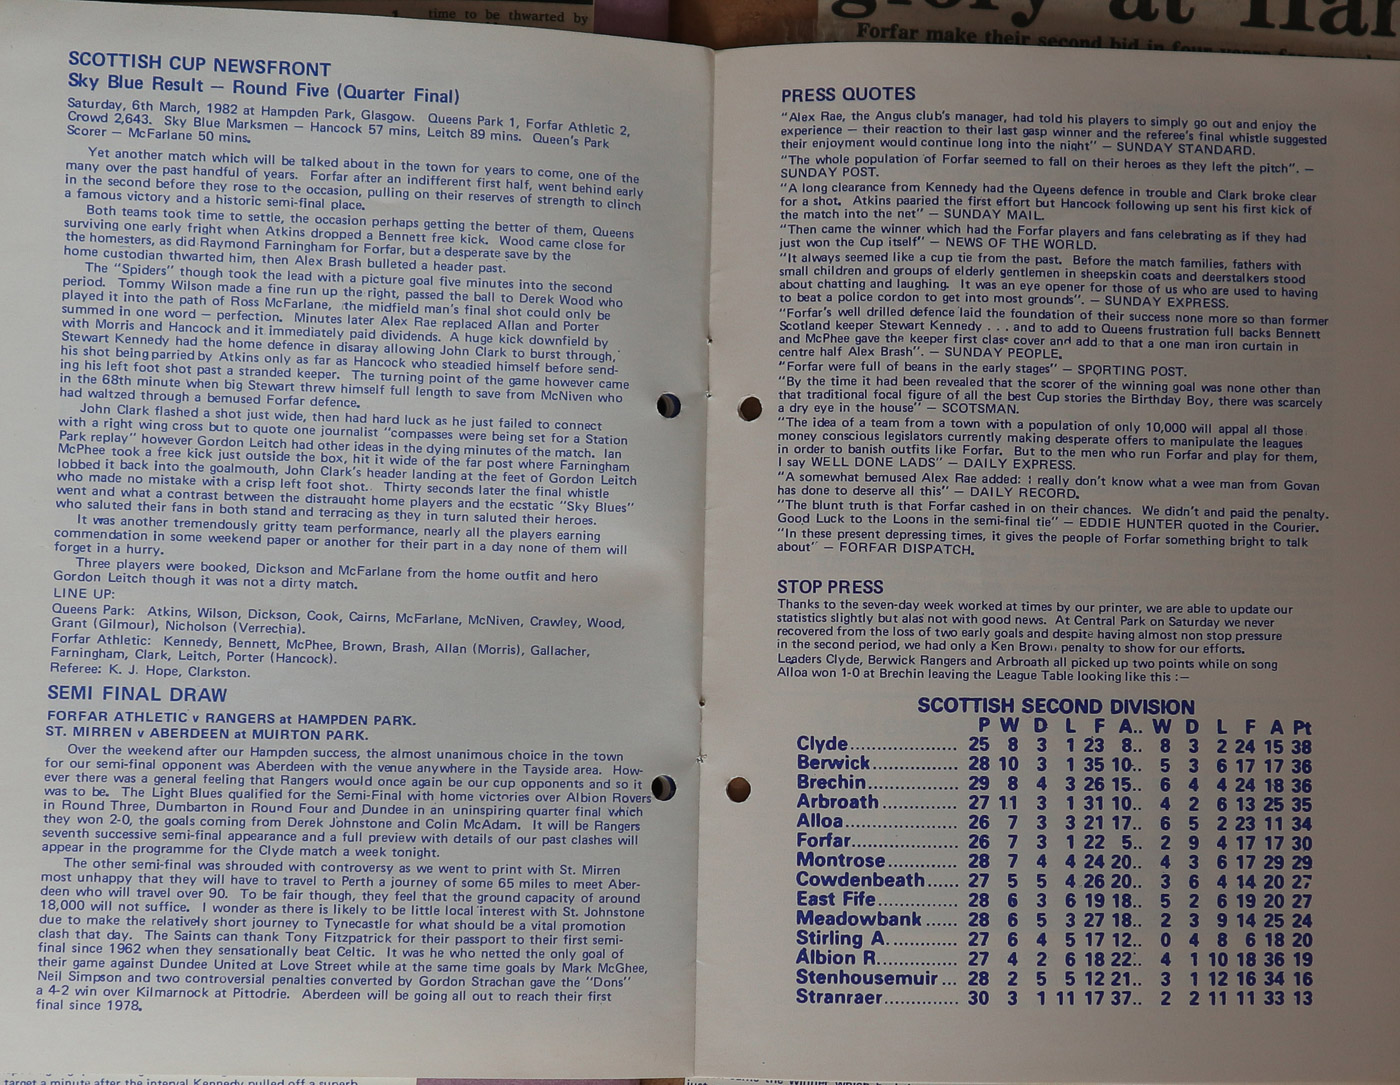 time to be thwarted by
glory at Ham
Forfar make their second bid in four years
SCOTTISH CUP NEWSFRONT
Sky Blue Result — Round Five (Quarter Final)
Saturday, 6th March, 1982 at Hampden Park, Glasgow. Queens Park 1, Forfar Athletic 2,
Crowd 2,643. Sky Blue Marksmen — Hancock 57 mins, Leitch 89 mins. Queen's Park
Scorer — McFarlane 50 mins.
Yet another match which will be talked about in the town for years to come, one of the
many over the past handful of years. Forfar after an indifferent first half, went behind early
in the second before they rose to the occasion, pulling on their reserves of strength to clinch
a famous victory and a historic semi-final place.
Both teams took time to settle, the occasion perhaps getting the better of them, Queens
surviving one early fright when Atkins dropped a Bennett free kick. Wood came close for
the homesters, as did Raymond Farningham for Forfar, but a desperate save by the
home custodian thwarted him, then Alex Brash bulleted a header past.
The "Spiders" though took the lead with a picture goal five minutes into the second
period. Tommy Wilson made a fine run up the right, passed the ball to Derek Wood who
played it into the path of Ross McFarlane, the midfield man's final shot could only be
summed in one word — perfection. Minutes later Alex Rae replaced Allan and Porter
with Morris and Hancock and it immediately paid dividends. A huge kick downfield by
Stewart Kennedy had the home defence in disaray allowing John Clark to burst through,
his shot being parried by Atkins only as far as Hancock who steadied himself before send-
ing his left foot shot past a stranded keeper. The turning point of the game however came
in the 68th minute when big Stewart threw himself full length to save from McNiven who
had waltzed through a bemused Forfar defence.
John Clark flashed a shot just wide, then had hard luck as he just failed to connect
with a right wing cross but to quote one journalist "compasses were being set for a Station
Park replay" however Gordon Leitch had other ideas in the dying minutes of the match. Ian
McPhee took a free kick just outside the box, hit it wide of the far post where Farningham
lobbed it back into the goalmouth, John Clark's header landing at the feet of Gordon Leitch
who made no mistake with a crisp left foot shot. Thirty seconds later the final whistle
went and what a contrast between the distraught home players and the ecstatic "Sky Blues"
who saluted their fans in both stand and terracing as they in turn saluted their heroes.
It was another tremendously gritty team performance, nearly all the players earning
commendation in some weekend paper or another for their part in a day none of them will
forget in a hurry.
Three players were booked, Dickson and McFarlane from the home outfit and hero
Gordon Leitch though it was not a dirty match.
LINE UP:
Queens Park: Atkins, Wilson, Dickson, Cook, Cairns, McFarlane, McNiven, Crawley, Wood,
Grant (Gilmour), Nicholson (Verrechia).
Forfar Athletic: Kennedy, Bennett, McPhee, Brown, Brash, Allan (Morris), Gallacher,
Farningham, Clark, Leitch, Porter (Hancock).
Referee: K. J. Hope, Clarkston.
SEMI FINAL DRAW
FORFAR ATHLETIC v RANGERS at HAMPDEN PARK.
ST. MIRREN v ABERDEEN at MUIRTON PARK.
Over the weekend after our Hampden success, the almost unanimous choice in the town
for our semi-final opponent was Aberdeen with the venue anywhere in the Tayside area. How-
ever there was a general feeling that Rangers would once again be our cup opponents and so it
was to be. The Light Blues qualified for the Semi-Final with home victories over Albion Rovers
in Round Three, Dumbarton in Round Four and Dundee in an uninspiring quarter final which
they won 2-0, the goals coming from Derek Johnstone and Colin McAdam. It will be Rangers
seventh successive semi-final appearance and a full preview with details of our past clashes will
appear in the programme for the Clyde match a week tonight.
The other semi-final was shrouded with controversy as we went to print with St. Mirren
most unhappy that they will have to travel to Perth a journey of some 65 miles to meet Aber-
deen who will travel over 90. To be fair though, they feel that the ground capacity of around
18,000 will not suffice. I wonder as there is likely to be little local interest with St. Johnstone
due to make the relatively short journey to Tynecastle for what should be a vital promotion
clash that day. The Saints can thank Tony Fitzpatrick for their passport to their first semi-
final since 1962 when they sensationally beat Celtic. It was he who netted the only goal of
their game against Dundee United at Love Street while at the same time goals by Mark McGhee,
Neil Simpson and two controversial penalties converted by Gordon Strachan gave the "Dons"
a 4-2 win over Kilmarnock at Pittodrie. Aberdeen will be going all out to reach their first
final since 1978.
PRESS QUOTES
"Alex Rae, the Angus club's manager, had told his players to simply go out and enjoy the
experience — their reaction to their last gasp winner and the referee's final whistle suggested
their enjoyment would continue long into the night" — SUNDAY STANDARD.
"The whole population of Forfar seemed to fall on their heroes as they left the pitch". —
SUNDAY POST.
"A long clearance from Kennedy had the Queens defence in trouble and Clark broke clear
for a shot. Atkins paaried the first effort but Hancock following up sent his first kick of
the match into the net" — SUNDAY MAIL.
"Then came the winner which had the Forfar players and fans celebrating as if they had
just won the Cup itself" — NEWS OF THE WORLD.
"It always seemed like a cup tie from the past. Before the match families, fathers with
small children and groups of elderly gentlemen in sheepskin coats and deerstalkers stood
about chatting and laughing. It was an eye opener for those of us who are used to having
to beat a police cordon to get into most grounds". — SUNDAY EXPRESS.
"Forfar's well drilled defence laid the foundation of their success none more so than former
Scotland keeper Stewart Kennedy . . . and to add to Queens frustration full backs Bennett
and McPhee gave the keeper first class cover and add to that a one man iron curtain in
centre half Alex Brash". — SUNDAY PEOPLE.
"Forfar were full of beans in the early stages" — SPORTING POST.
"By the time it had been revealed that the scorer of the winning goal was none other than
that traditional focal figure of all the best Cup stories the Birthday Boy, there was scarcely
a dry eye in the house" — SCOTSMAN.
"The idea of a team from a town with a population of only 10,000 will appal all those
money conscious legislators currently making desperate offers to manipulate the leagues
in order to banish outfits like Forfar. But to the men who run Forfar and play for them,
I say WELL DONE LADS" — DAILY EXPRESS.
"A somewhat bemused Alex Rae added: I really don't know what a wee man from Govan
has done to deserve all this" — DAILY RECORD.
"The blunt truth is that Forfar cashed in on their chances. We didn't and paid the penalty.
Good Luck to the Loons in the semi-final tie" — EDDIE HUNTER quoted in the Courier.
"In these present depressing times, it gives the people of Forfar something bright to talk
about" — FORFAR DISPATCH.
STOP PRESS
Thanks to the seven-day week worked at times by our printer, we are able to update our
statistics slightly but alas not with good news. At Central Park on Saturday we never
recovered from the loss of two early goals and despite having almost non stop pressure
in the second period, we had only a Ken Brown penalty to show for our efforts.
Leaders Clyde, Berwick Rangers and Arbroath all picked up two points while on song
Alloa won 1-0 at Brechin leaving the League Table looking like this :—
SCOTTISH SECOND DIVISION
P W D L F A.. W D L F A Pt
Clyde.................... 25 8 3 1 23 8.. 8 3 2 24 15 38
Berwick................ 28 10 3 1 35 10.. 5 3 6 17 17 36
Brechin ................ 29 8 4 3 26 15.. 6 4 4 24 18 36
Arbroath .............. 27 11 3 1 31 10.. 4 2 6 13 25 35
Alloa..................... 26 7 3 3 21 17.. 6 5 2 23 11 34
Forfar.................... 26 7 3 1 22 5.. 2 9 4 17 17 30
Montrose .............. 28 7 4 4 24 20.. 4 3 6 17 29 29
Cowdenbeath ...... 27 5 5 4 26 20.. 3 6 4 14 20 27
East Fife............... 28 6 3 6 19 18.. 5 2 6 19 20 27
Meadowbank ....... 28 6 5 3 27 18.. 2 3 9 14 25 24
Stirling A. ............. 27 6 4 5 17 12.. 0 4 8 6 18 20
Albion R................ 27 4 2 6 18 22.. 4 1 10 18 36 19
Stenhousemuir ... 28 2 5 5 12 21.. 3 1 12 16 34 16
Stranraer.............. 30 3 1 11 17 37.. 2 2 11 11 33 13
target a minute after the interval Kennedy pulled off a superb